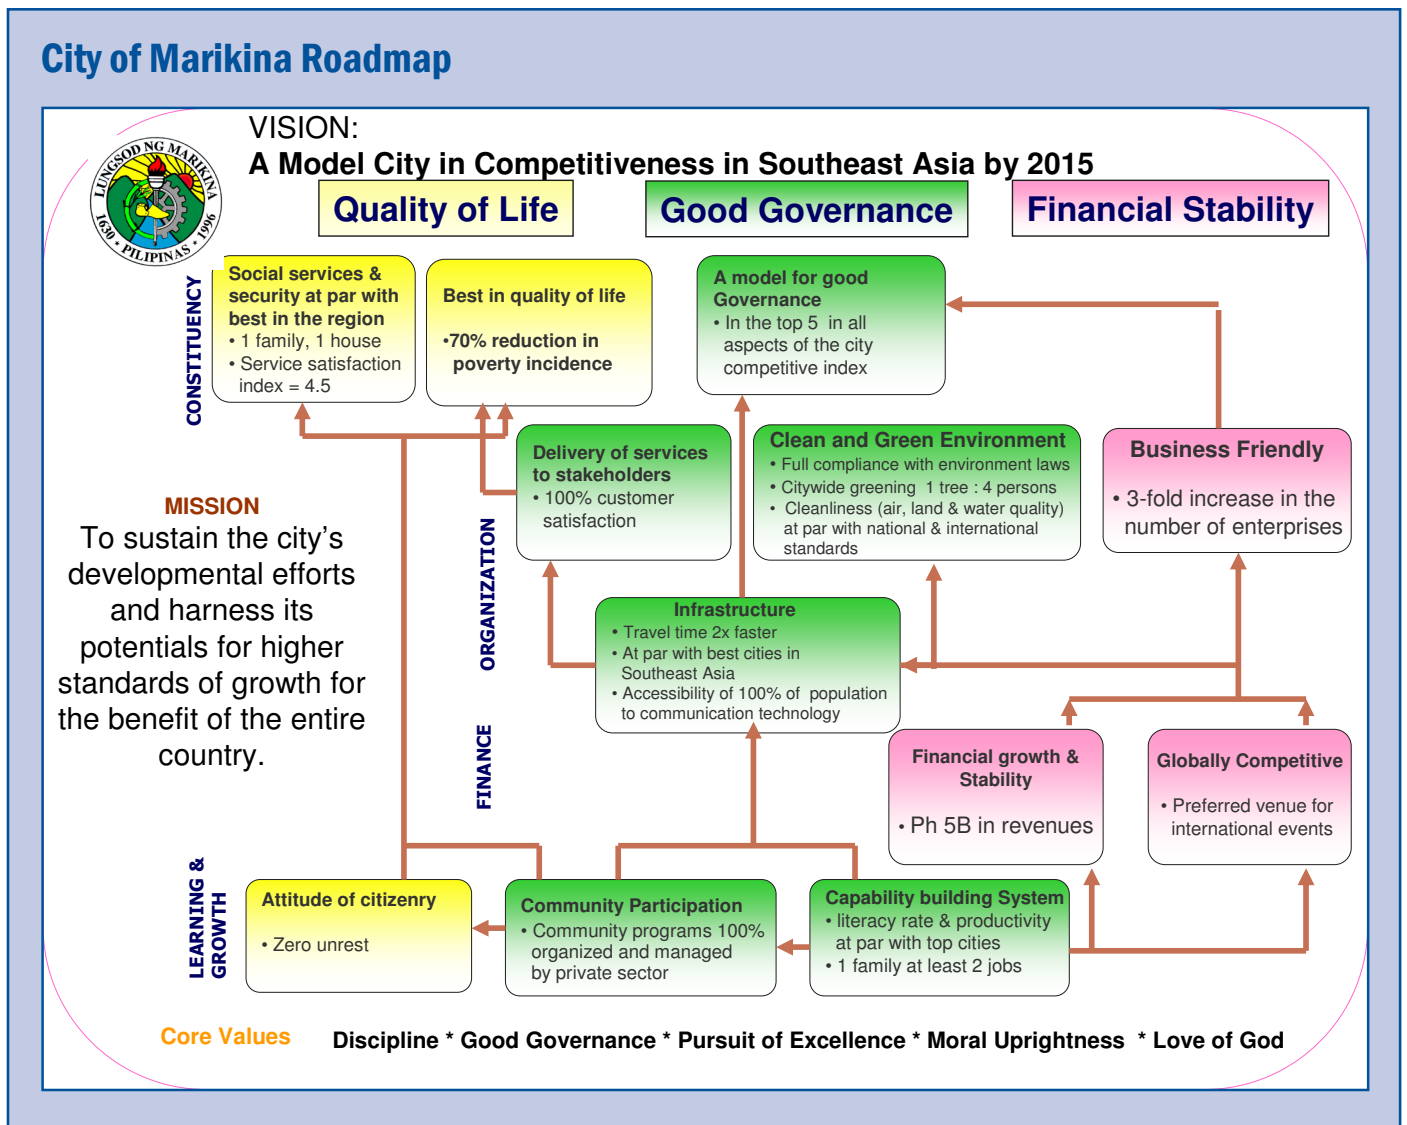 City of Marikina Roadmap
LUNGSOD NG MARIKINA
1630 * PILIPINAS * 1996
VISION:
A Model City in Competitiveness in Southeast Asia by 2015
Quality of Life
Good Governance
Financial Stability
CONSTITUENCY
Social services &
security at par with
best in the region
• 1 family, 1 house
• Service satisfaction
index = 4.5
Best in quality of life
•70% reduction in
poverty incidence
A model for good
Governance
• In the top 5 in all
aspects of the city
competitive index
MISSION
To sustain the city's
developmental efforts
and harness its
potentials for higher
standards of growth for
the benefit of the entire
country.
ORGANIZATION
Delivery of services
to stakeholders
• 100% customer
satisfaction
Clean and Green Environment
• Full compliance with environment laws
• Citywide greening 1 tree : 4 persons
• Cleanliness (air, land & water quality)
at par with national & international
standards
Business Friendly
• 3-fold increase in the
number of enterprises
Infrastructure
• Travel time 2x faster
• At par with best cities in
Southeast Asia
• Accessibility of 100% of population
to communication technology
FINANCE
Financial growth &
Stability
• Ph 5B in revenues
Globally Competitive
• Preferred venue for
international events
LEARNING &
GROWTH
Attitude of citizenry
• Zero unrest
Community Participation
• Community programs 100%
organized and managed
by private sector
Capability building System
• literacy rate & productivity
at par with top cities
• 1 family at least 2 jobs
Core Values
Discipline * Good Governance * Pursuit of Excellence * Moral Uprightness * Love of God